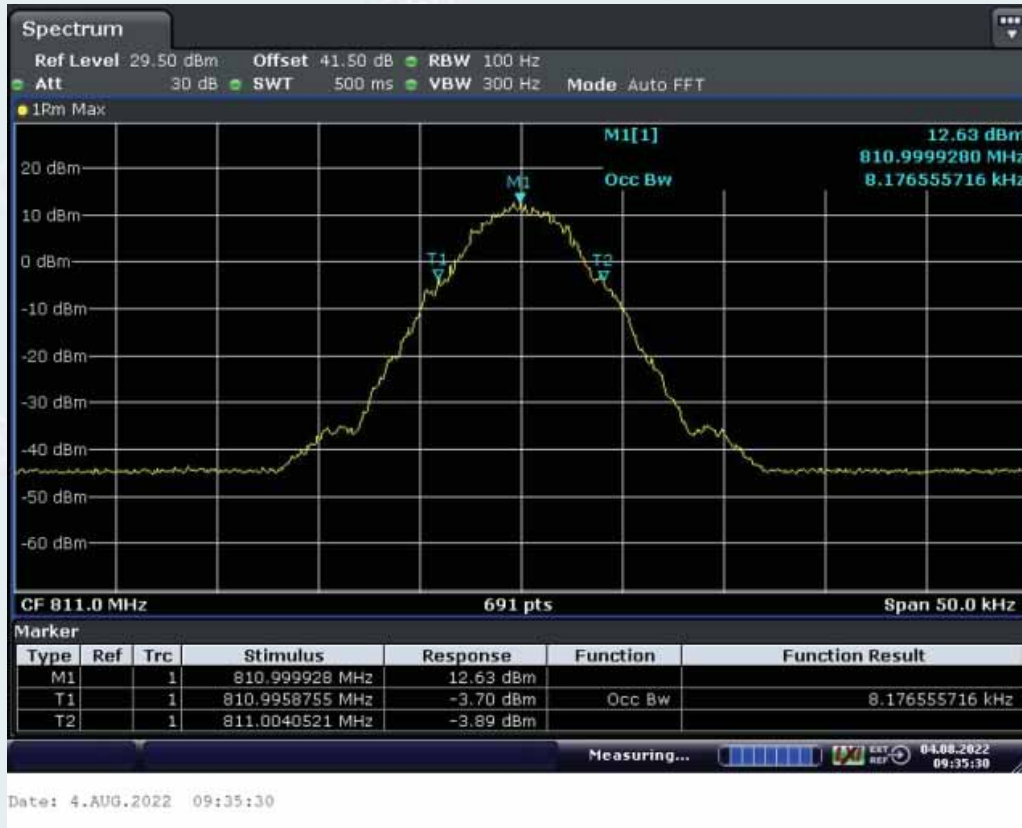 Spectrum
Ref Level 29.50 dBm Offset 41.50 dB RBW 100 Hz
Att 30 dB SWT 500 ms VBW 300 Hz Mode Auto FFT
1Rm Max
M1[1] 12.63 dBm
810.9999280 MHz
Occ Bw 8.176555716 kHz
20 dBm
M1
10 dBm
0 dBm
T1 T2
-10 dBm
-20 dBm
-30 dBm
-40 dBm
-50 dBm
-60 dBm
CF 811.0 MHz 691 pts Span 50.0 kHz
Marker
Type Ref Trc Stimulus Response Function Function Result
M1 1 810.999928 MHz 12.63 dBm
T1 1 810.9958755 MHz -3.70 dBm Occ Bw 8.176555716 kHz
T2 1 811.0040521 MHz -3.89 dBm
Measuring... LXI EXT REF 04.08.2022
09:35:30
Date: 4.AUG.2022 09:35:30